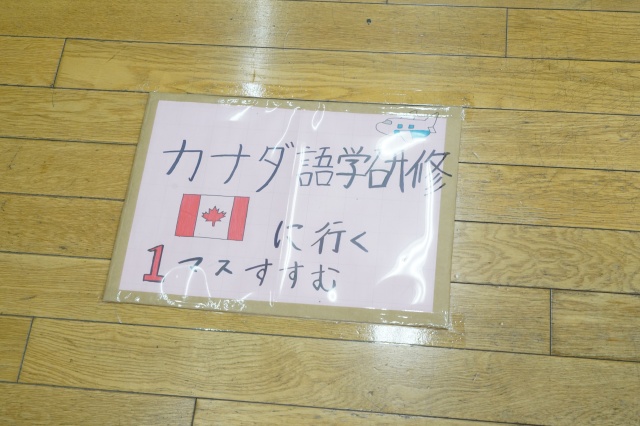 カナダ語学研修
に行く
1マスすすむ